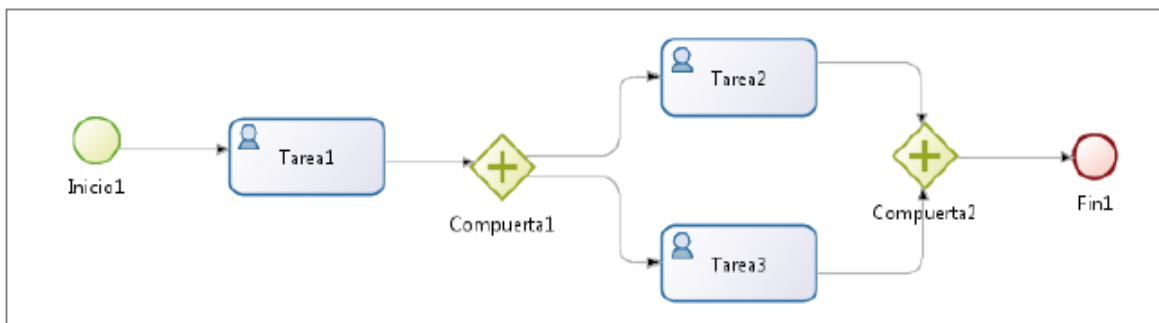 Inicio1
Tarea1
Compuerta1
Tarea2
Tarea3
Compuerta2
Fin1